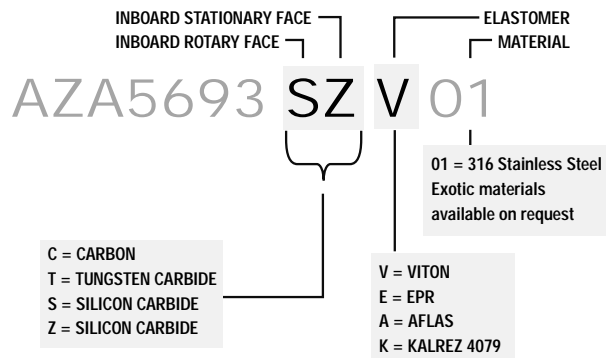 INBOARD STATIONARY FACE
ELASTOMER
INBOARD ROTARY FACE
MATERIAL
AZA5693 SZ V 01
01 = 316 Stainless Steel
Exotic materials
available on request
C = CARBON
T = TUNGSTEN CARBIDE
S = SILICON CARBIDE
Z = SILICON CARBIDE
V = VITON
E = EPR
A = AFLAS
K = KALREZ 4079